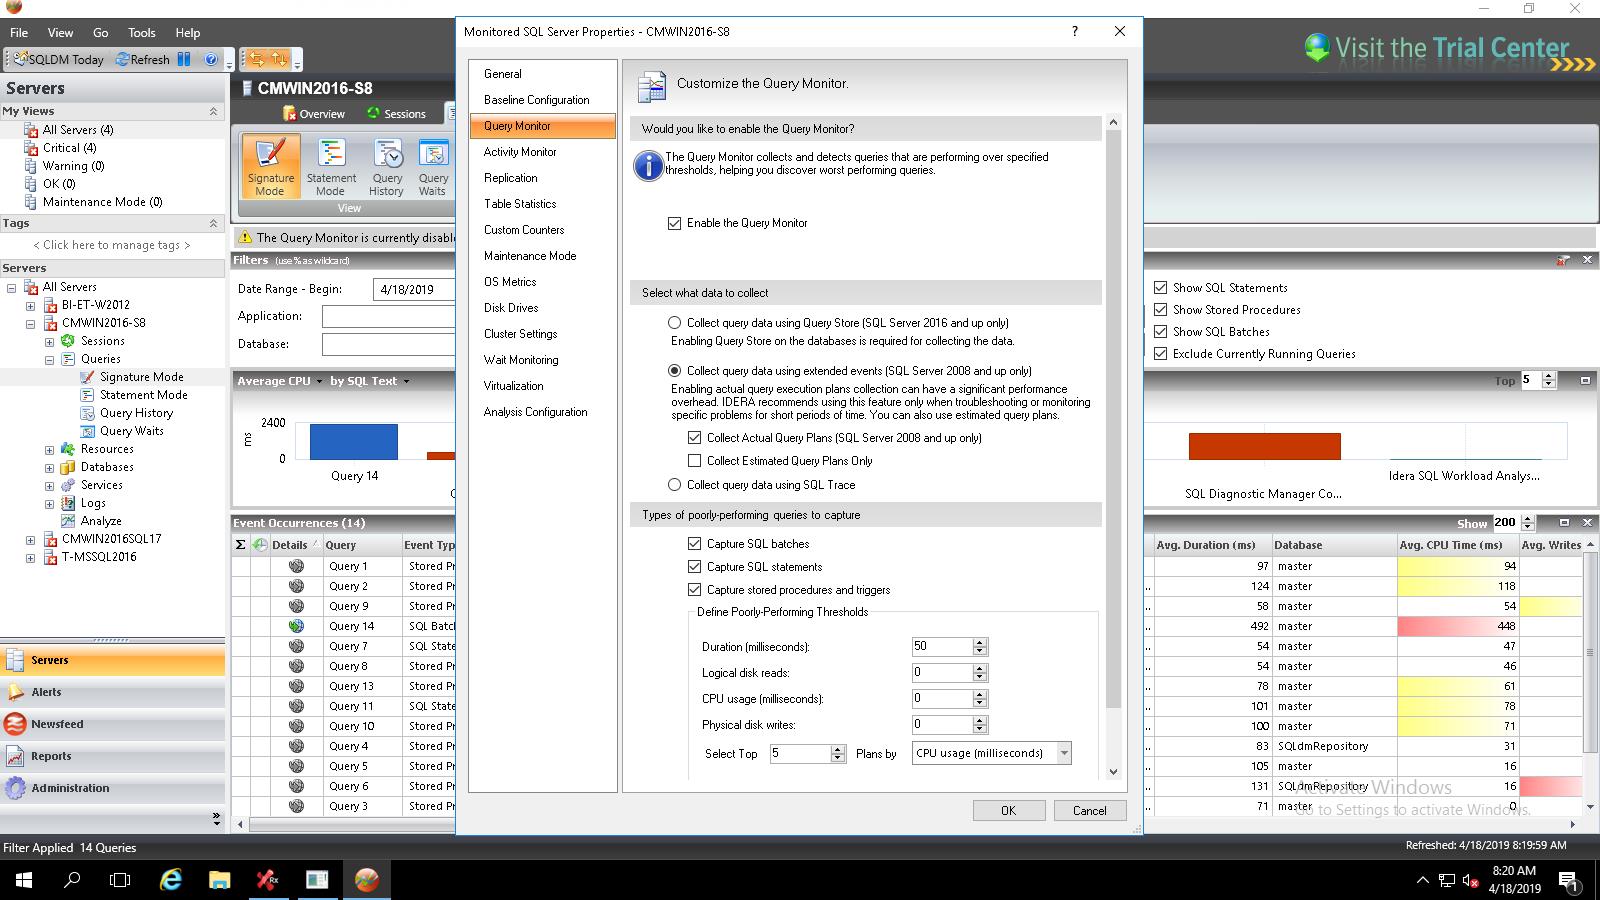 File View Go Tools Help
SQLDM Today Refresh
Visit the Trial Center
Servers
My Views
All Servers (4)
Critical (4)
Warning (0)
OK (0)
Maintenance Mode (0)
Tags
< Click here to manage tags >
Servers
All Servers
BI-ET-W2012
CMWIN2016-S8
Sessions
Queries
Signature Mode
Statement Mode
Query History
Query Waits
Resources
Databases
Services
Logs
Analyze
CMWIN2016SQL17
T-MSSQL2016
Servers
Alerts
Newsfeed
Reports
Administration
Filter Applied 14 Queries
CMWIN2016-S8
Overview Sessions
Signature Mode
Statement Mode
Query History
Query Waits
View
The Query Monitor is currently disabl
Filters (use % as wildcard)
Date Range - Begin: 4/18/2019
Application:
Database:
Average CPU by SQL Text
2400
ms
0
Query 14
Event Occurrences (14)
Σ Details Query Event Typ
Query 1 Stored Pr
Query 2 Stored Pr
Query 9 Stored Pr
Query 14 SQL Batc
Query 7 SQL State
Query 8 Stored Pr
Query 13 Stored Pr
Query 11 SQL State
Query 10 Stored Pr
Query 4 Stored Pr
Query 5 Stored Pr
Query 6 Stored Pr
Query 3 Stored Pr
Monitored SQL Server Properties - CMWIN2016-S8 ?
General
Baseline Configuration
Query Monitor
Activity Monitor
Replication
Table Statistics
Custom Counters
Maintenance Mode
OS Metrics
Disk Drives
Cluster Settings
Wait Monitoring
Virtualization
Analysis Configuration
Customize the Query Monitor.
Would you like to enable the Query Monitor?
The Query Monitor collects and detects queries that are performing over specified
thresholds, helping you discover worst performing queries.
Enable the Query Monitor
Select what data to collect
Collect query data using Query Store (SQL Server 2016 and up only)
Enabling Query Store on the databases is required for collecting the data.
Collect query data using extended events (SQL Server 2008 and up only)
Enabling actual query execution plans collection can have a significant performance
overhead. IDERA recommends using this feature only when troubleshooting or monitoring
specific problems for short periods of time. You can also use estimated query plans.
Collect Actual Query Plans (SQL Server 2008 and up only)
Collect Estimated Query Plans Only
Collect query data using SQL Trace
Types of poorly-performing queries to capture
Capture SQL batches
Capture SQL statements
Capture stored procedures and triggers
Define Poorly-Performing Thresholds
Duration (milliseconds): 50
Logical disk reads: 0
CPU usage (milliseconds): 0
Physical disk writes: 0
Select Top 5 Plans by CPU usage (milliseconds)
OK Cancel
Show SQL Statements
Show Stored Procedures
Show SQL Batches
Exclude Currently Running Queries
Top 5
SQL Diagnostic Manager Co...
Idera SQL Workload Analys...
Show 200
Avg. Duration (ms) Database Avg. CPU Time (ms) Avg. Writes
97 master 94
124 master 118
58 master 54
492 master 448
54 master 47
54 master 46
78 master 61
101 master 78
100 master 71
83 SQLdmRepository 31
105 master 16
131 SQLdmRepository 16
71 master 0
Activate Windows
Go to Settings to activate Windows.
Refreshed: 4/18/2019 8:19:59 AM
8:20 AM
4/18/2019
1